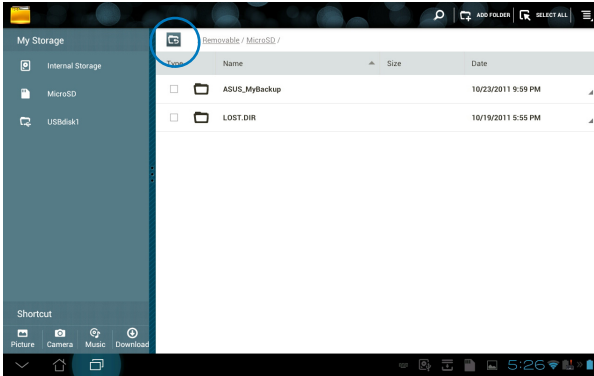 ADD FOLDER SELECT ALL
My Storage
Removable / MicroSD /
Type Name Size Date
Internal Storage
ASUS_MyBackup 10/23/2011 9:59 PM
MicroSD
LOST.DIR 10/19/2011 5:55 PM
USBdisk1
Shortcut
Picture Camera Music Download
5:26